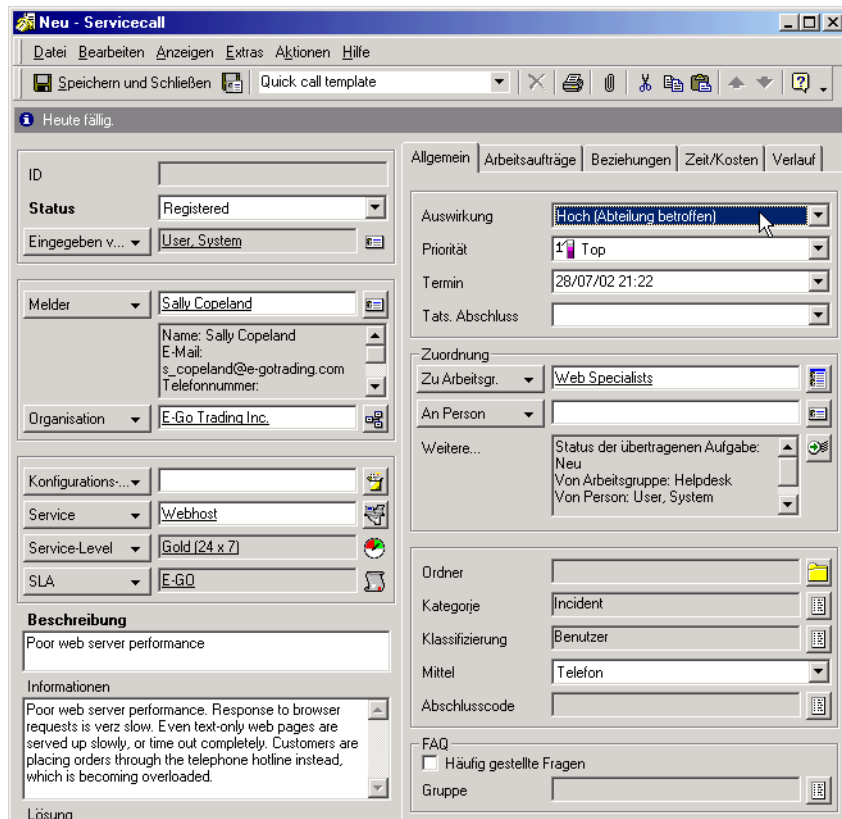 Neu - Servicecall
Datei Bearbeiten Anzeigen Extras Aktionen Hilfe
Speichern und Schließen Quick call template
Heute fällig.
ID
Status Registered
Eingegeben v... User, System
Melder Sally Copeland
Name: Sally Copeland
E-Mail:
s_copeland@e-gotrading.com
Telefonnummer:
Organisation E-Go Trading Inc.
Konfigurations-...
Service Webhost
Service-Level Gold (24 x 7)
SLA E-GO
Beschreibung
Poor web server performance
Informationen
Poor web server performance. Response to browser
requests is verz slow. Even text-only web pages are
served up slowly, or time out completely. Customers are
placing orders through the telephone hotline instead,
which is becoming overloaded.
Lösung
Allgemein Arbeitsaufträge Beziehungen Zeit/Kosten Verlauf
Auswirkung Hoch (Abteilung betroffen)
Priorität 1 Top
Termin 28/07/02 21:22
Tats. Abschluss
Zuordnung
Zu Arbeitsgr. Web Specialists
An Person
Weitere... Status der übertragenen Aufgabe:
Neu
Von Arbeitsgruppe: Helpdesk
Von Person: User, System
Ordner
Kategorie Incident
Klassifizierung Benutzer
Mittel Telefon
Abschlusscode
FAQ
Häufig gestellte Fragen
Gruppe